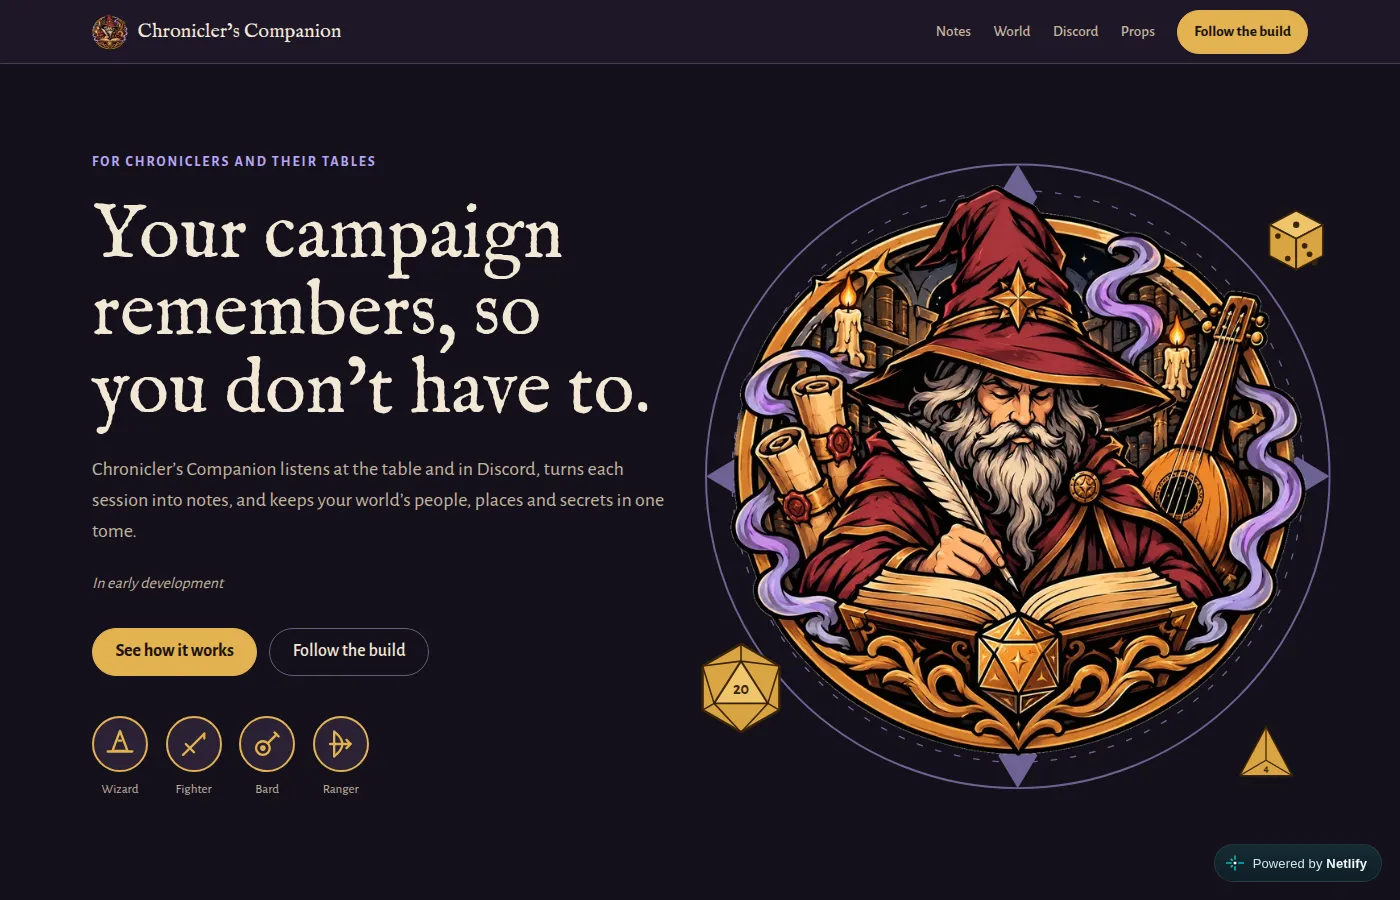 Chronicler's Companion
Notes
World
Discord
Props
Follow the build
FOR CHRONICLERS AND THEIR TABLES
Your campaign
remembers, so
you don't have to.
Chronicler's Companion listens at the table and in Discord, turns each
session into notes, and keeps your world's people, places and secrets in one
tome.
In early development
See how it works
Follow the build
Wizard
Fighter
Bard
Ranger
20
4
Powered by Netlify